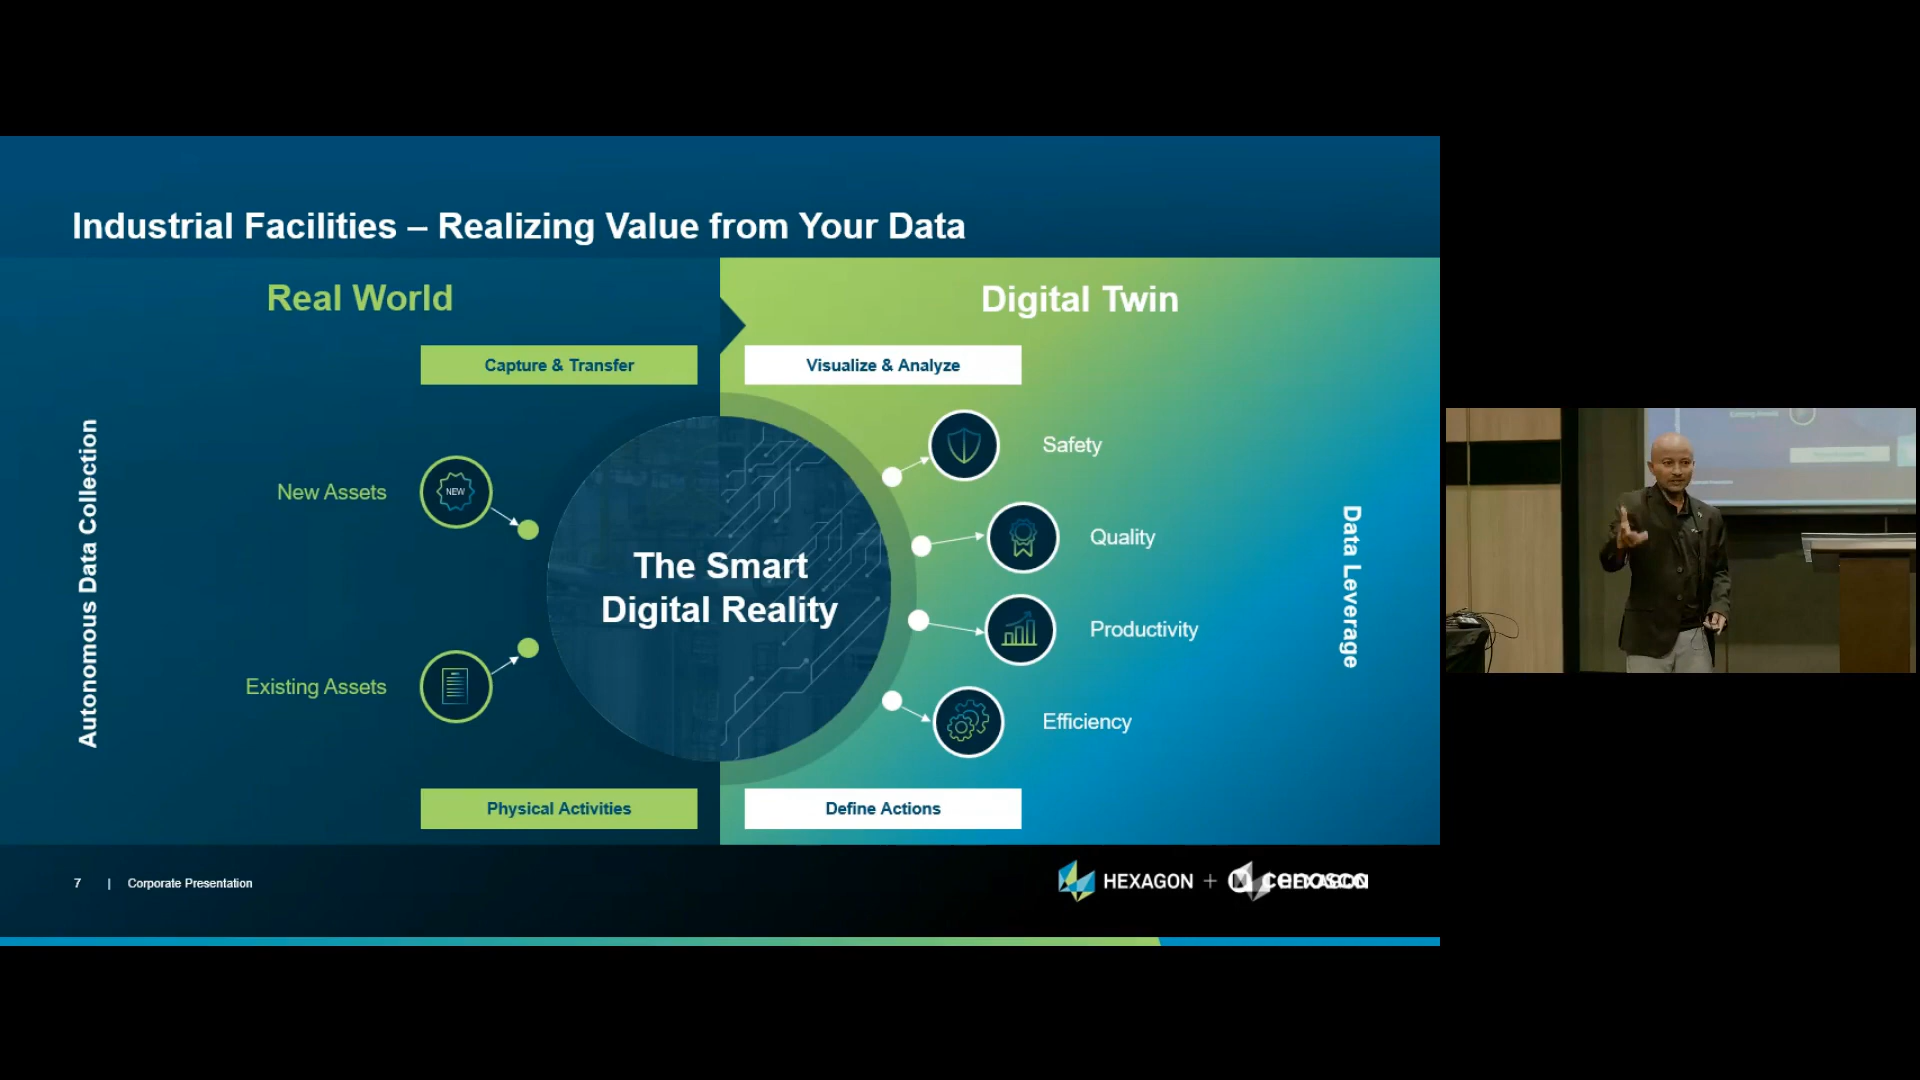 Industrial Facilities – Realizing Value from Your Data
Real World
Digital Twin
Capture & Transfer
Visualize & Analyze
Autonomous Data Collection
New Assets
NEW
Existing Assets
The Smart
Digital Reality
Safety
Quality
Productivity
Efficiency
Data Leverage
Physical Activities
Define Actions
7 | Corporate Presentation
HEXAGON +